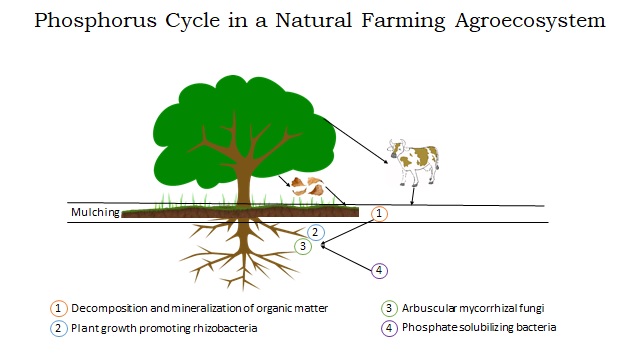 Phosphorus Cycle in a Natural Farming Agroecosystem
Mulching
1
2
3
4
1 Decomposition and mineralization of organic matter
2 Plant growth promoting rhizobacteria
3 Arbuscular mycorrhizal fungi
4 Phosphate solubilizing bacteria